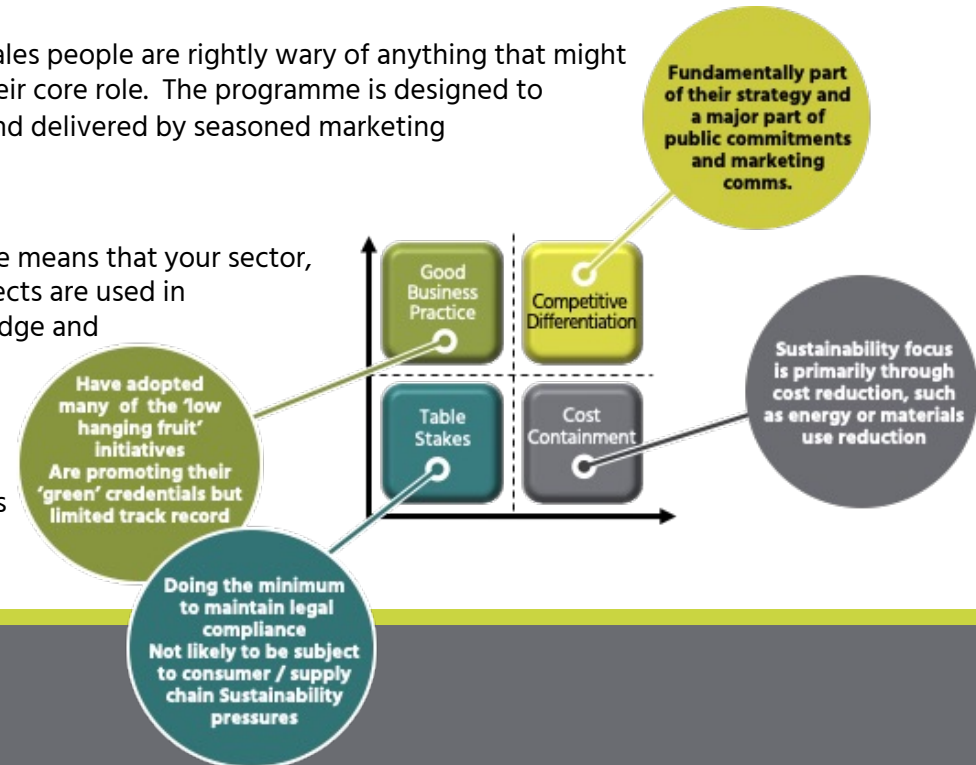 ales people are rightly wary of anything that might
eir core role.  The programme is designed to
nd delivered by seasoned marketing
e means that your sector,
ects are used in
dge and
s
Fundamentally part
of their strategy and
a major part of
public commitments
and marketing
comms.
Good
Business
Practice
Competitive
Differentiation
Table
Stakes
Cost
Containment
Sustainability focus
is primarily through
cost reduction, such
as energy or materials
use reduction
Have adopted
many of the 'low
hanging fruit'
initiatives
Are promoting their
'green' credentials but
limited track record
Doing the minimum
to maintain legal
compliance
Not likely to be subject
to consumer / supply
chain Sustainability
pressures